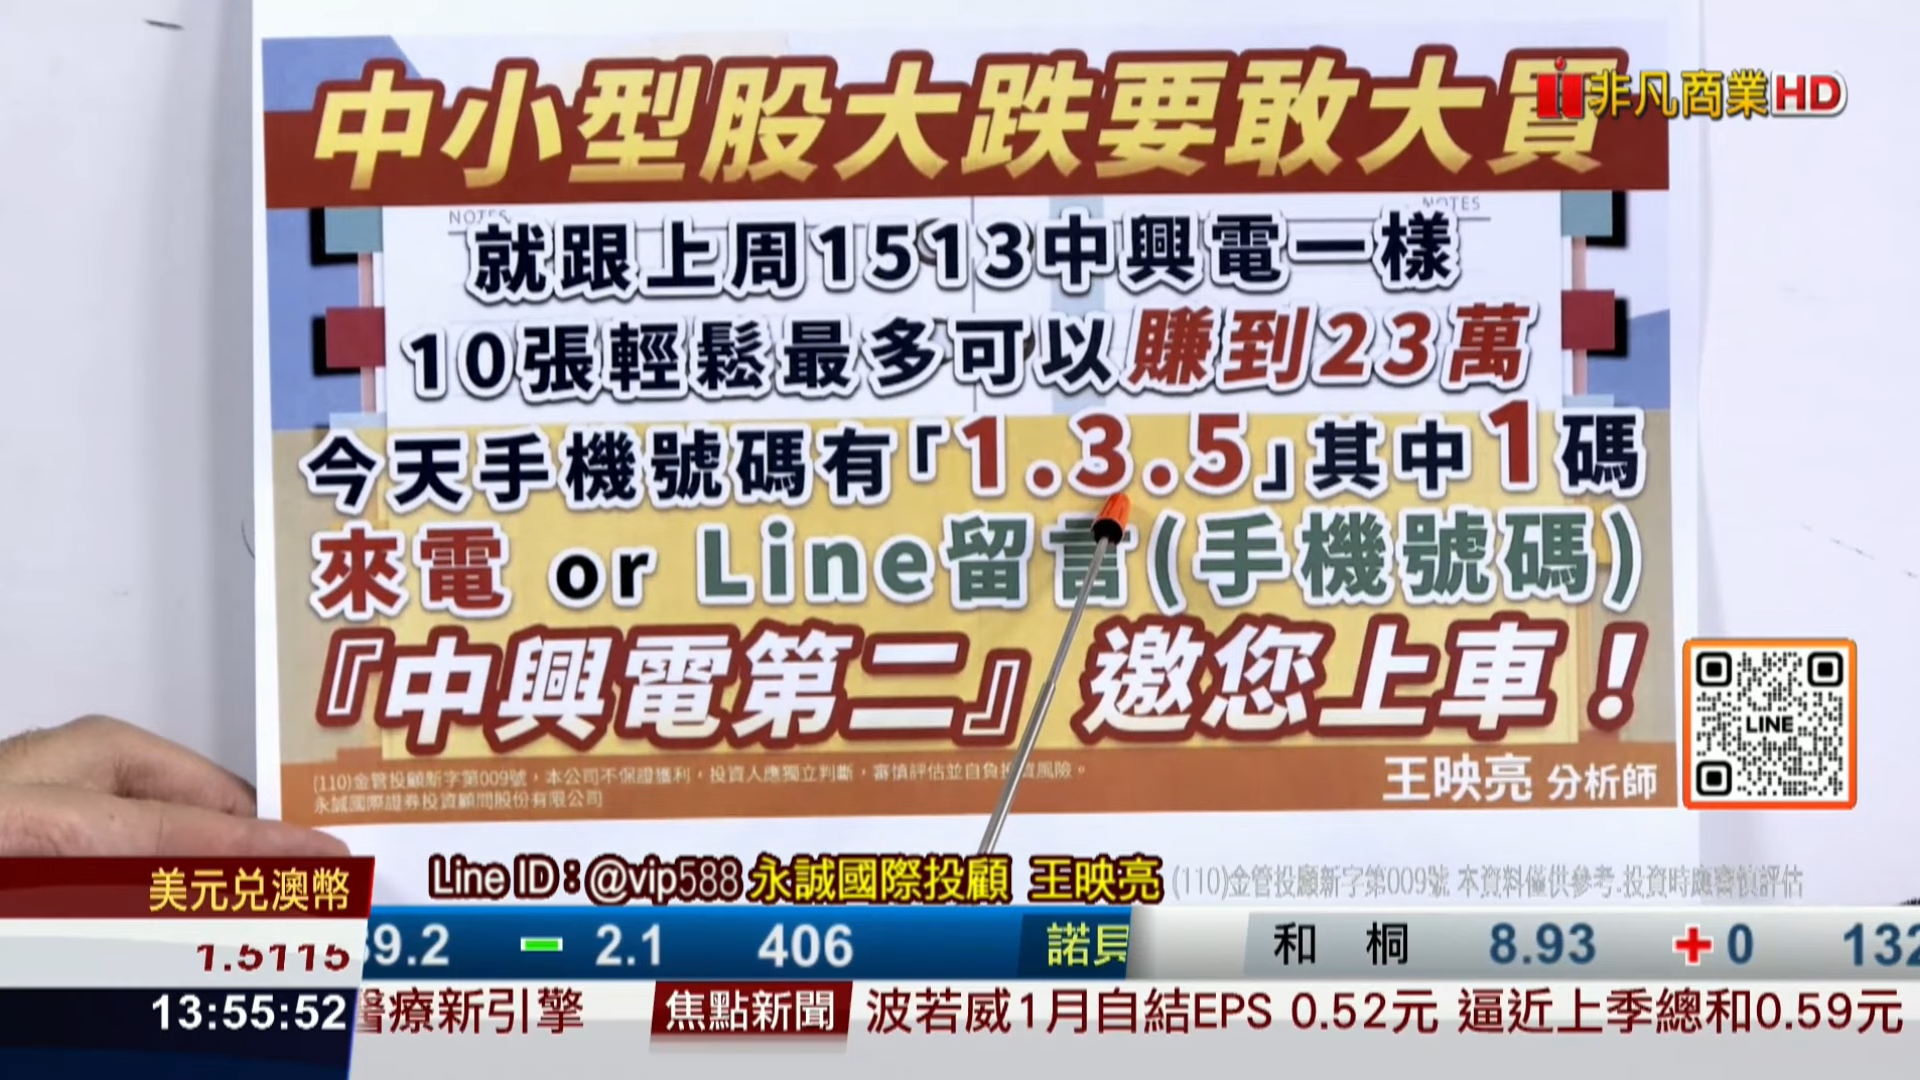 中小型股大跌要敢大買
非凡商業HD
NOTES
NOTES
就跟上周1513中興電一樣
10張輕鬆最多可以賺到23萬
今天手機號碼有「1.3.5」其中1碼
來電 or Line留言(手機號碼)
『中興電第二』邀您上車！
LINE
(110)金管投顧新字第009號，本公司不保證獲利，投資人應獨立判斷，審慎評估並自負投資風險。
永誠國際證券投資顧問股份有限公司
王映亮 分析師
Line ID：@vip588 永誠國際投顧 王映亮 (110)金管投顧新字第009號 本資料僅供參考.投資時應審慎評估
美元兌澳幣
1.5115
69.2 － 2.1 406 諾貝 和 桐 8.93 + 0 132
13:55:52
醫療新引擎 焦點新聞 波若威1月自結EPS 0.52元 逼近上季總和0.59元